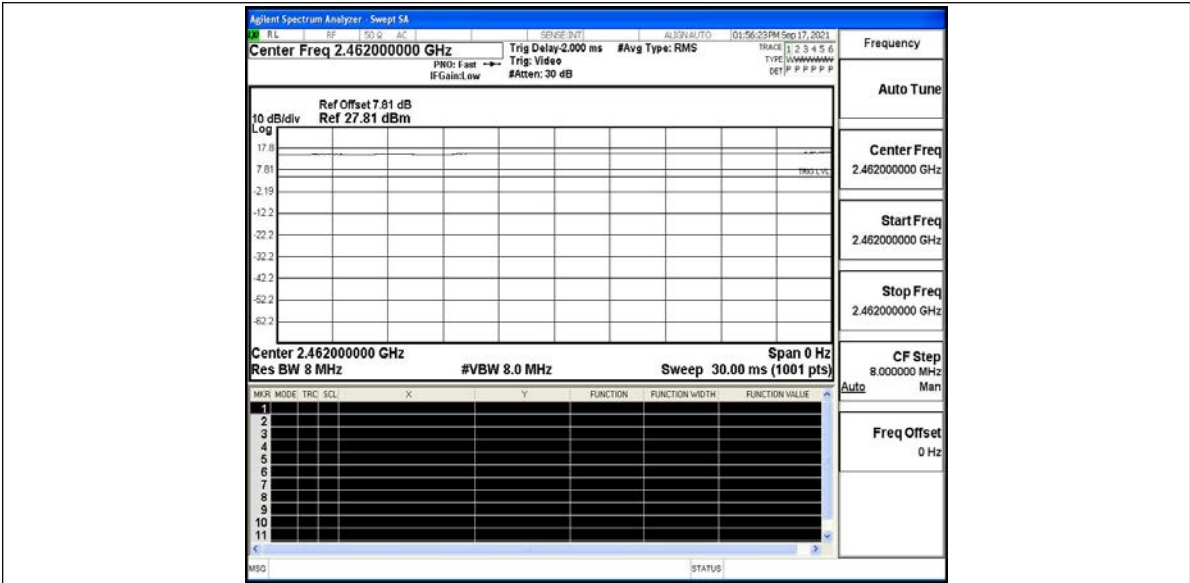 Agilent Spectrum Analyzer - Swept SA
RL RF 50 Ω AC SENSE:INT ALIGN AUTO 01:56:23 PM Sep 17, 2021
Center Freq 2.462000000 GHz
PNO: Fast
IFGain:Low
Trig Delay-2.000 ms
Trig: Video
#Atten: 30 dB
#Avg Type: RMS
TRACE 1 2 3 4 5 6
TYPE WWWWWW
DET P P P P P P
Ref Offset 7.81 dB
10 dB/div Ref 27.81 dBm
Log
17.8
7.81
TRIG LVL
-2.19
-12.2
-22.2
-32.2
-42.2
-52.2
-62.2
Center 2.462000000 GHz Span 0 Hz
Res BW 8 MHz #VBW 8.0 MHz Sweep 30.00 ms (1001 pts)
MKR MODE TRC SCL X Y FUNCTION FUNCTION WIDTH FUNCTION VALUE
1
2
3
4
5
6
7
8
9
10
11
MSG STATUS
Frequency
Auto Tune
Center Freq
2.462000000 GHz
Start Freq
2.462000000 GHz
Stop Freq
2.462000000 GHz
CF Step
8.000000 MHz
Auto Man
Freq Offset
0 Hz